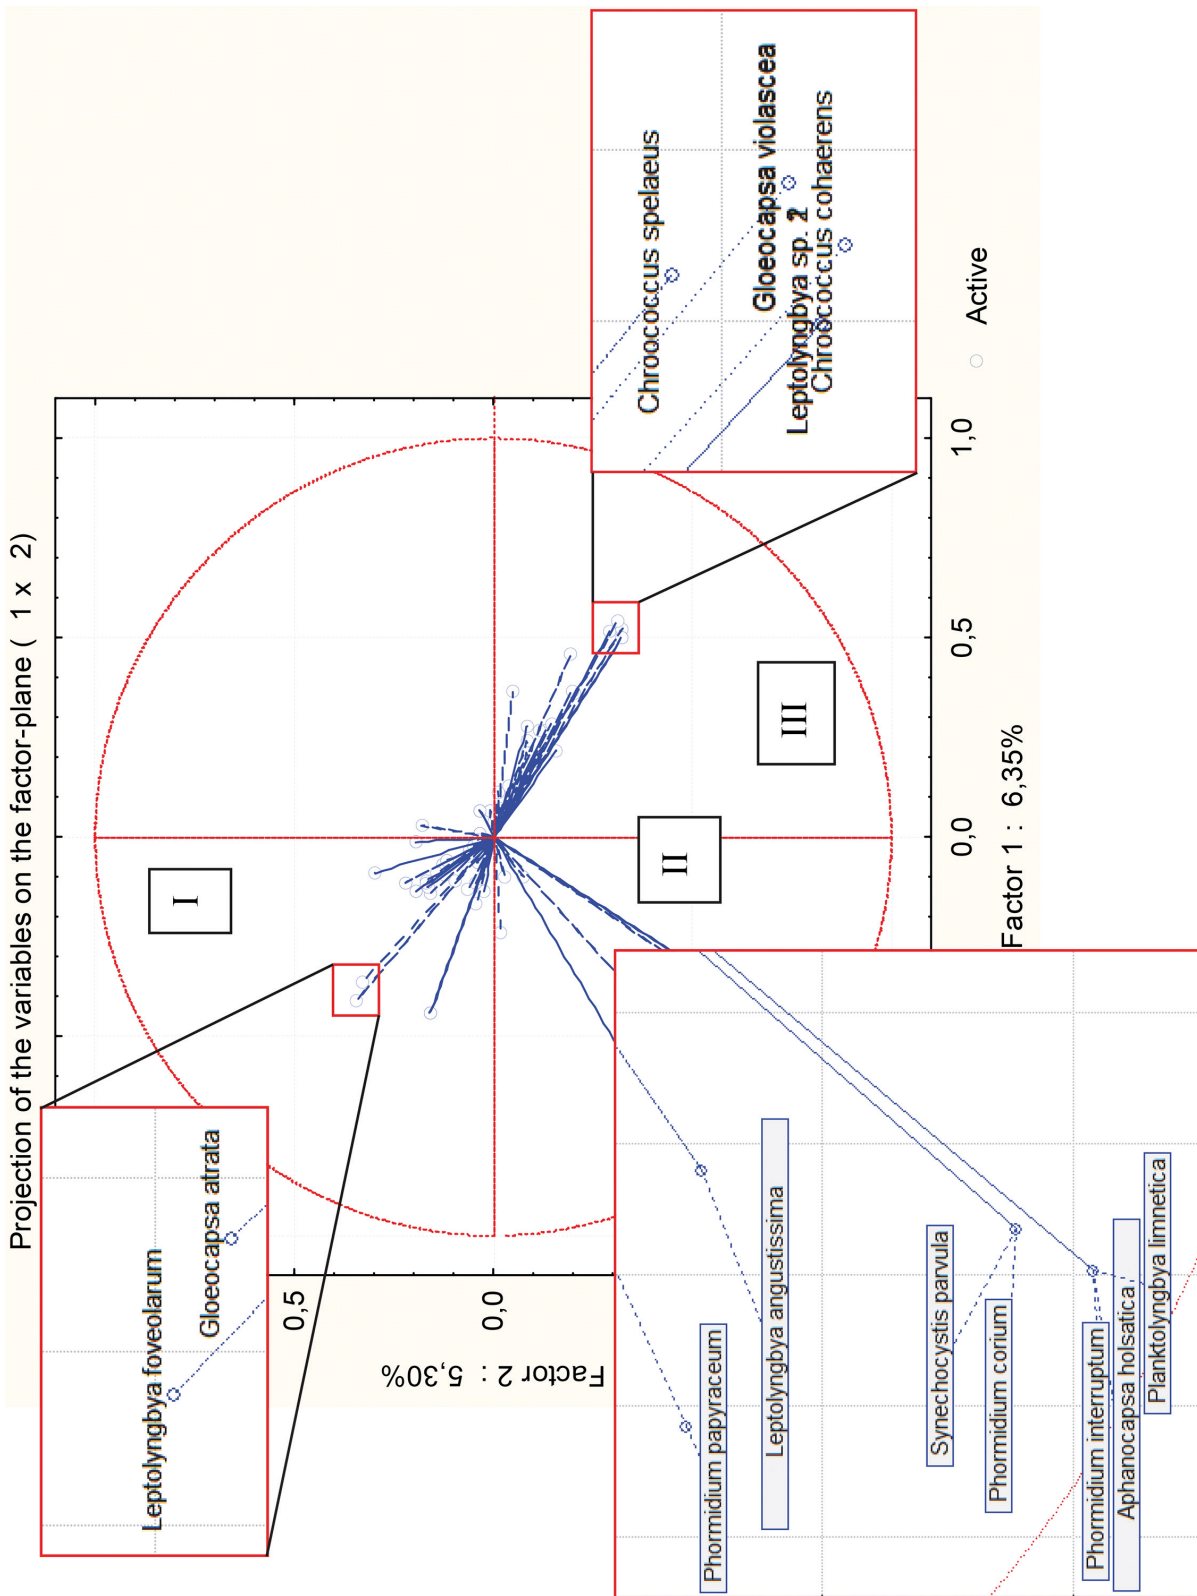 Projection of the variables on the factor-plane ( 1 x 2)
Leptolyngbya foveolarum
Gloeocapsa atrata
I
II
III
Chroococcus spelaeus
Gloeocapsa violascea
Leptolyngbya sp.
Chroococcus cohaerens
Phormidium papyraceum
Leptolyngbya angustissima
Synechocystis parvula
Phormidium corium
Phormidium interruptum
Aphanocapsa holsatica
Planktolyngbya limnetica
0,5
0,0
Factor 2 : 5,30%
0,0
0,5
1,0
Factor 1 : 6,35%
Active